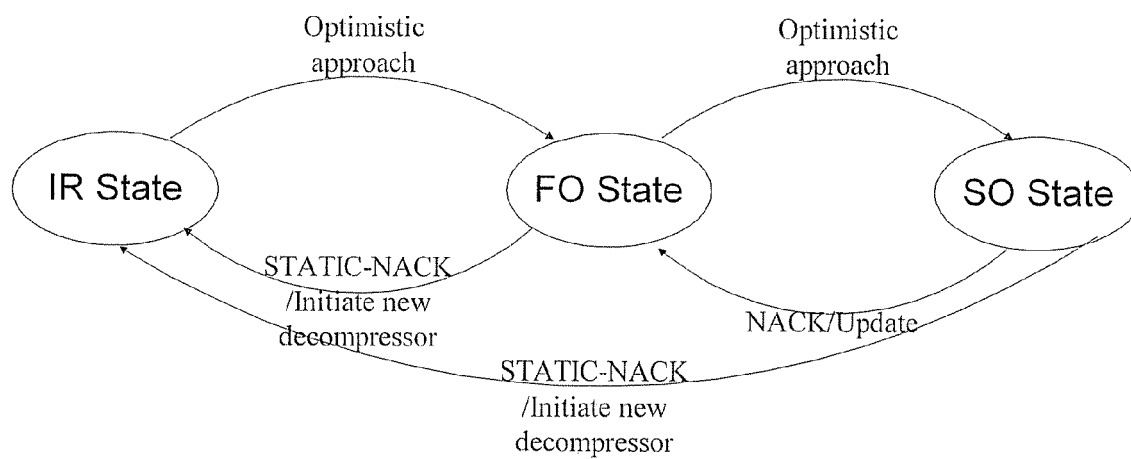 Optimistic
approach
Optimistic
approach
IR State
FO State
SO State
STATIC-NACK
/Initiate new
decompressor
NACK/Update
STATIC-NACK
/Initiate new
decompressor